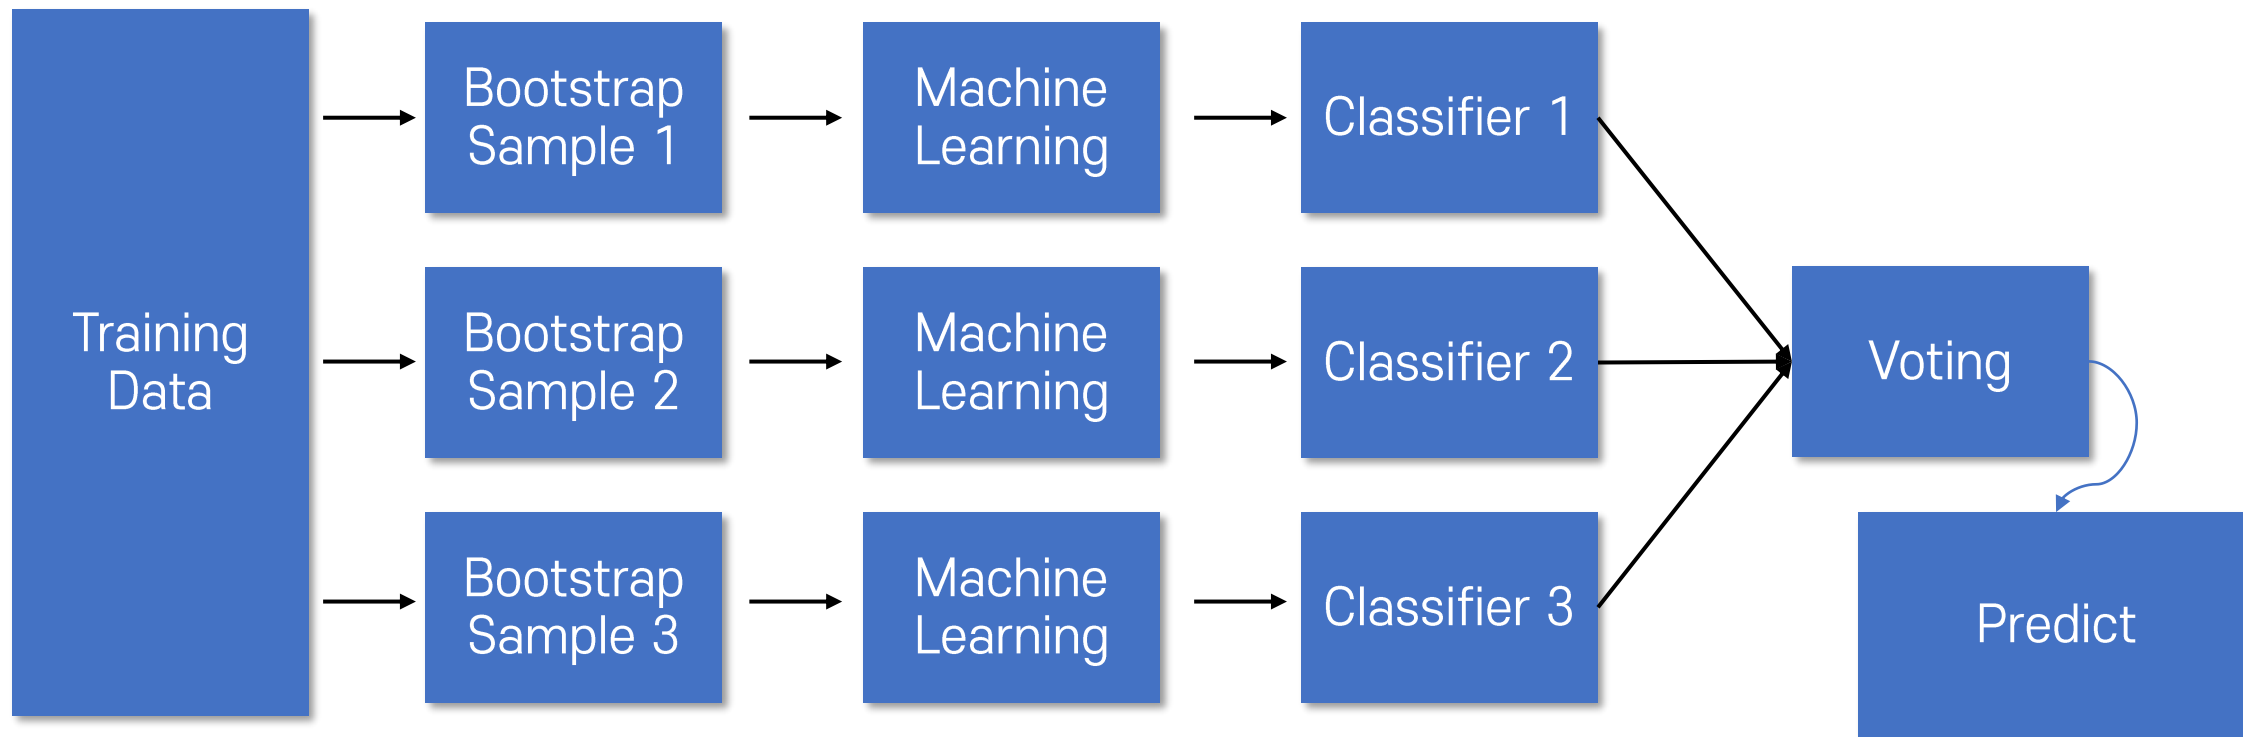 Training
Data
Bootstrap
Sample 1
Machine
Learning
Classifier 1
Bootstrap
Sample 2
Machine
Learning
Classifier 2
Bootstrap
Sample 3
Machine
Learning
Classifier 3
Voting
Predict